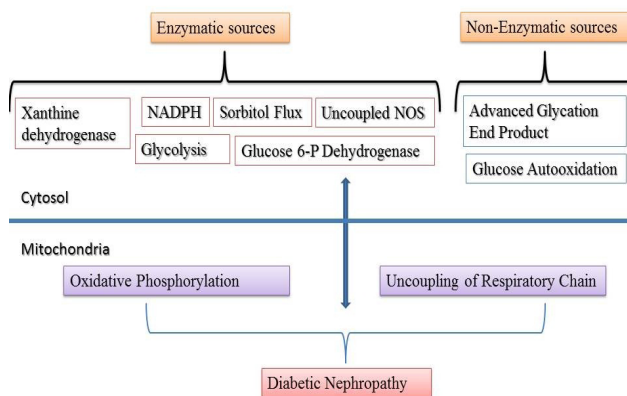 Enzymatic sources
Non-Enzymatic sources
Xanthine
dehydrogenase
NADPH
Sorbitol Flux
Uncoupled NOS
Glycolysis
Glucose 6-P Dehydrogenase
Advanced Glycation
End Product
Glucose Autooxidation
Cytosol
Mitochondria
Oxidative Phosphorylation
Uncoupling of Respiratory Chain
Diabetic Nephropathy